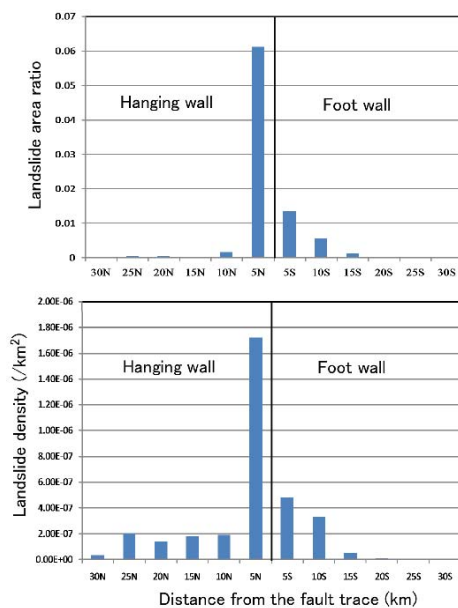 0.07
0.06
0.05
0.04
0.03
0.02
0.01
0
Landslide area ratio
Hanging wall
Foot wall
30N 25N 20N 15N 10N 5N 5S 10S 15S 20S 25S 30S
2.00E-06
1.80E-06
1.60E-06
1.40E-06
1.20E-06
1.00E-06
8.00E-07
6.00E-07
4.00E-07
2.00E-07
0.00E+00
Landslide density (/km²)
Hanging wall
Foot wall
30N 25N 20N 15N 10N 5N 5S 10S 15S 20S 25S 30S
Distance from the fault trace (km)